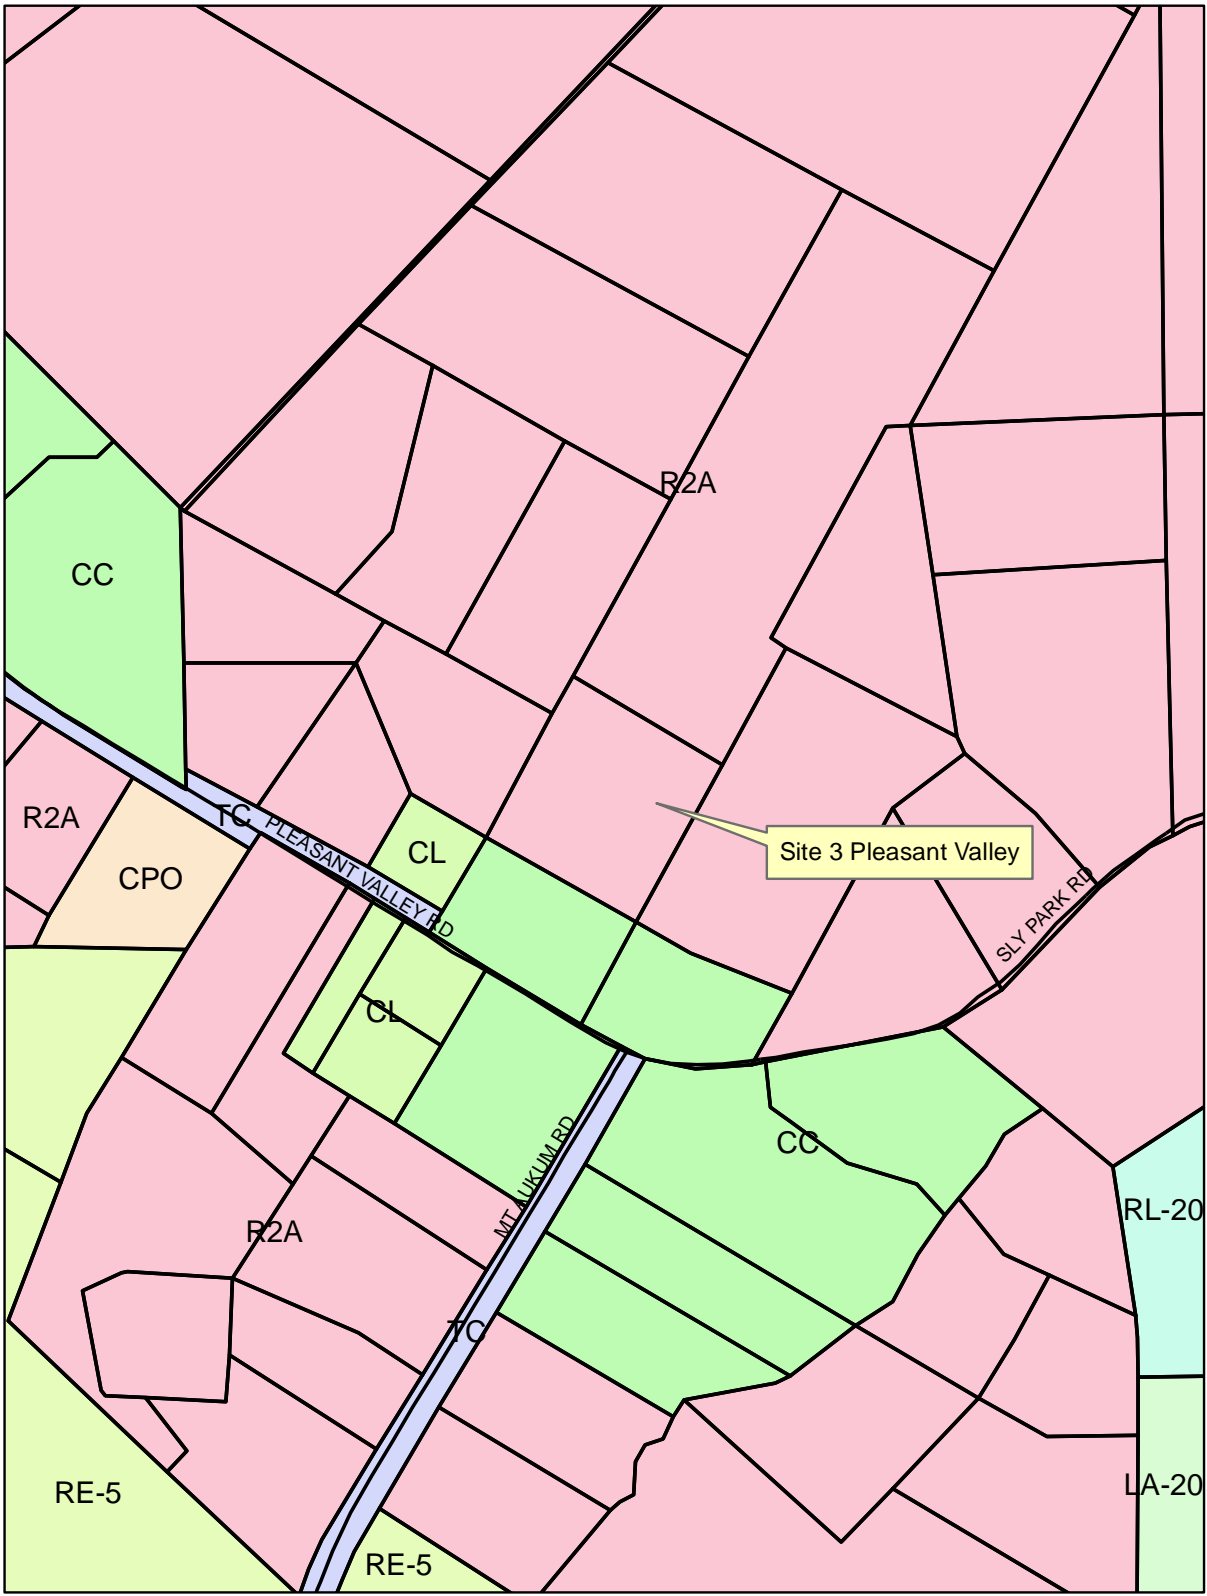 R2A
CC
R2A
TC
PLEASANT VALLEY RD
CL
Site 3 Pleasant Valley
CPO
SLY PARK RD
CL
MT AUKUM RD
CC
RL-20
R2A
TC
LA-20
RE-5
RE-5